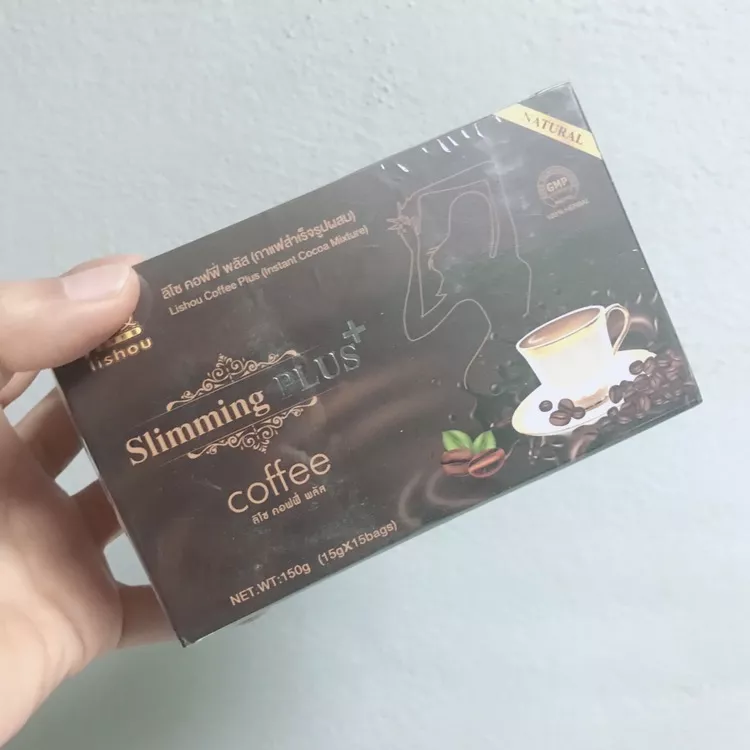 NATURAL
GMP
100% HERBAL
ลิโซ่ คอฟฟี่ พลัส (กาแฟสำเร็จรูปผสม)
Lishou Coffee Plus (Instant Cocoa Mixture)
lishou
Slimming PLUS+
coffee
ลิโซ่ คอฟฟี่ พลัส
NET.WT:150g (15gX15bags)